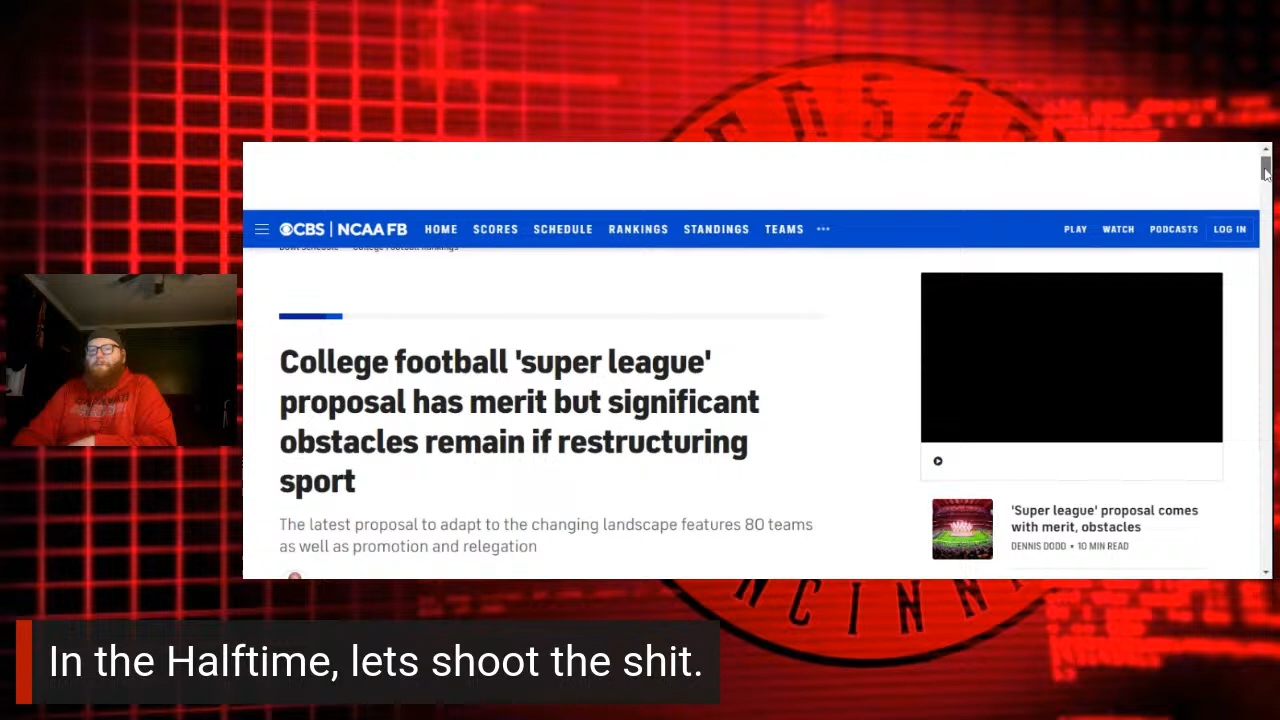 CBS | NCAA FB HOME SCORES SCHEDULE RANKINGS STANDINGS TEAMS ••• PLAY WATCH PODCASTS LOG IN
College football 'super league'
proposal has merit but significant
obstacles remain if restructuring
sport
The latest proposal to adapt to the changing landscape features 80 teams
as well as promotion and relegation
'Super league' proposal comes
with merit, obstacles
DENNIS DODD • 10 MIN READ
In the Halftime, lets shoot the shit.